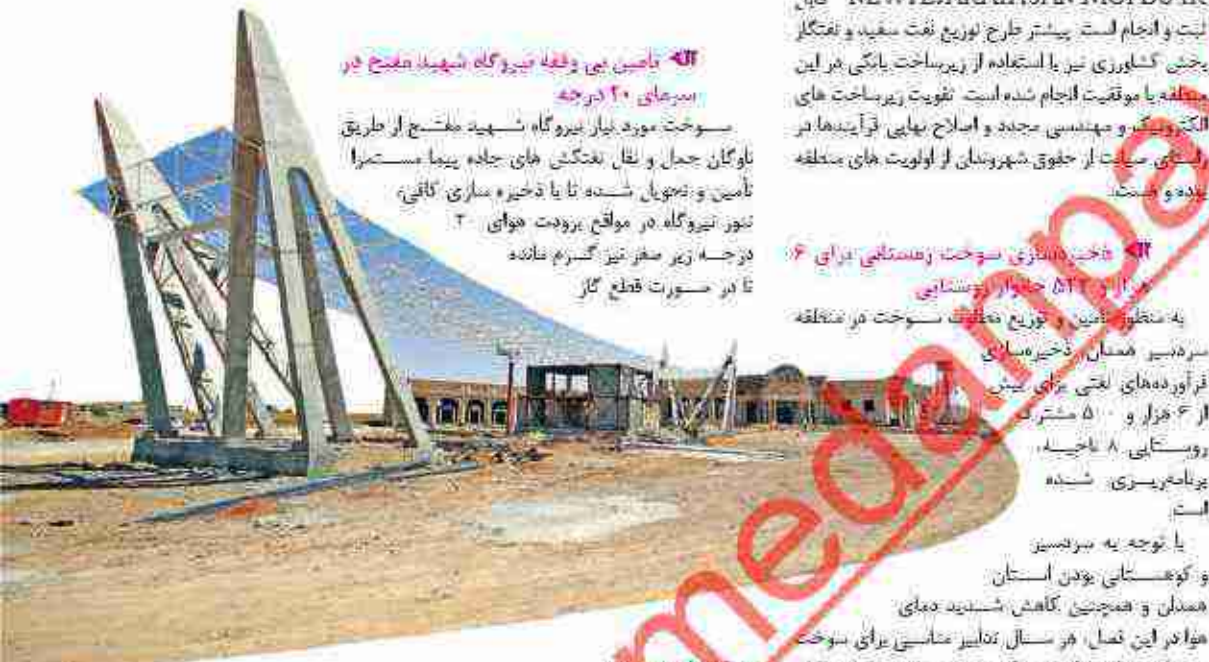 ثبت و انجام است. پیشتر طرح توزیع نفت سفید و نفتگاز
بخش کشاورزی نیز با استفاده از زیرساخت بانکی در این
منطقه با موفقیت انجام شده است. تقویت زیرساخت های
الکترونیک و مهندسی مجدد و اصلاح نهایی فرآیندها در
راستای صیانت از حقوق شهروندان از اولویت های منطقه
بوده و هست.
ذخیره‌سازی سوخت زمستانی برای ۶
هزار و ۵۲۲ خانوار روستایی
به منظور تامین و توزیع مطلوب سوخت در منطقه
سردسیر همدان، ذخیره‌سازی
فرآورده‌های نفتی برای بیش
از ۶ هزار و ۵۰۰ مشترک
روستایی ۸ ناحیه،
برنامه‌ریزی شده
است.
با توجه به سردسیر
و کوهستانی بودن استان
همدان و همچنین کاهش شدید دمای
هوا در این فصل، هر سال تدابیر مناسبی برای سوخت
تامین بی وقفه نیروگاه شهید مفتح در
سرمای ۲۰ درجه
سوخت مورد نیاز نیروگاه شهید مفتح از طریق
ناوگان حمل و نقل نفتکش های جاده پیما مستمرا
تأمین و تحویل شده تا با ذخیره سازی کافی،
تنور نیروگاه در مواقع برودت هوای ۲۰
درجه زیر صفر نیز گرم مانده
تا در صورت قطع گاز
medanpa